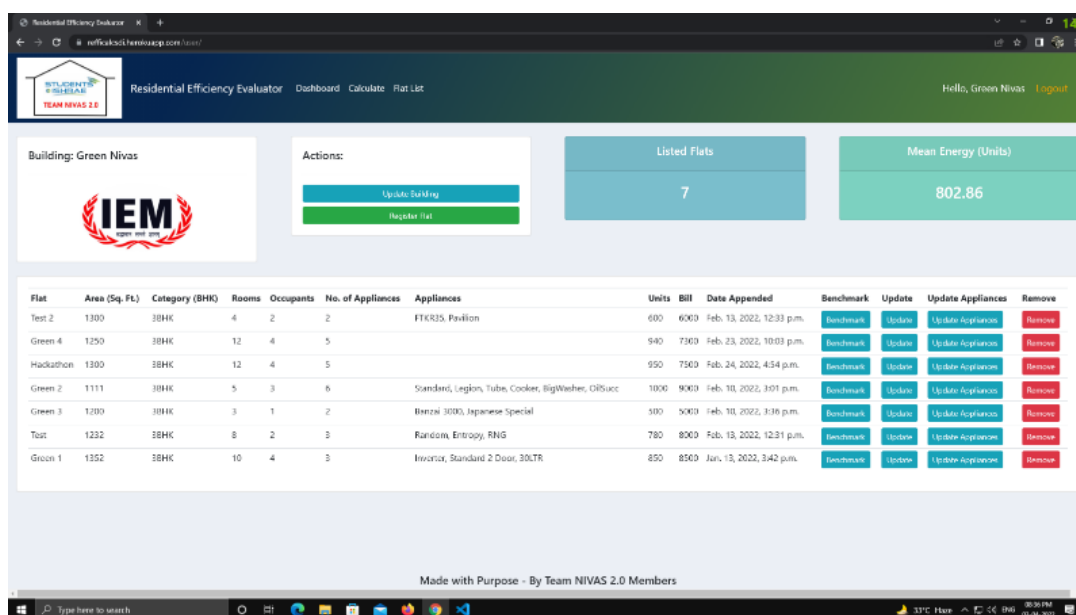 Residential Efficiency Evaluator
refficalcsdi.herokuapp.com/user/
STUDENTS
TEAM NIVAS 2.0
Residential Efficiency Evaluator Dashboard Calculate Flat List Hello, Green Nivas Logout
Building: Green Nivas
IEM
Actions:
Update Building
Register Flat
Listed Flats
7
Mean Energy (Units)
802.86
Flat Area (Sq. Ft.) Category (BHK) Rooms Occupants No. of Appliances Appliances Units Bill Date Appended Benchmark Update Update Appliances Remove
Test 2 1300 3BHK 4 2 2 FTKR35, Pavilion 600 6000 Feb. 13, 2022, 12:33 p.m. Benchmark Update Update Appliances Remove
Green 4 1250 3BHK 12 4 5 940 7300 Feb. 23, 2022, 10:03 p.m. Benchmark Update Update Appliances Remove
Hackathon 1300 3BHK 12 4 5 950 7500 Feb. 24, 2022, 4:54 p.m. Benchmark Update Update Appliances Remove
Green 2 1111 3BHK 5 3 6 Standard, Legion, Tube, Cooker, BigWasher, OilSucc 1000 9000 Feb. 10, 2022, 3:01 p.m. Benchmark Update Update Appliances Remove
Green 3 1200 3BHK 3 1 2 Banzai 3000, Japanese Special 500 5000 Feb. 10, 2022, 3:36 p.m. Benchmark Update Update Appliances Remove
Test 1232 3BHK 8 2 3 Random, Entropy, RNG 780 8000 Feb. 13, 2022, 12:31 p.m. Benchmark Update Update Appliances Remove
Green 1 1352 3BHK 10 4 3 Inverter, Standard 2 Door, 30LTR 850 8500 Jan. 13, 2022, 3:42 p.m. Benchmark Update Update Appliances Remove
Made with Purpose - By Team NIVAS 2.0 Members
Type here to search
33°C Haze ENG 08:36 PM